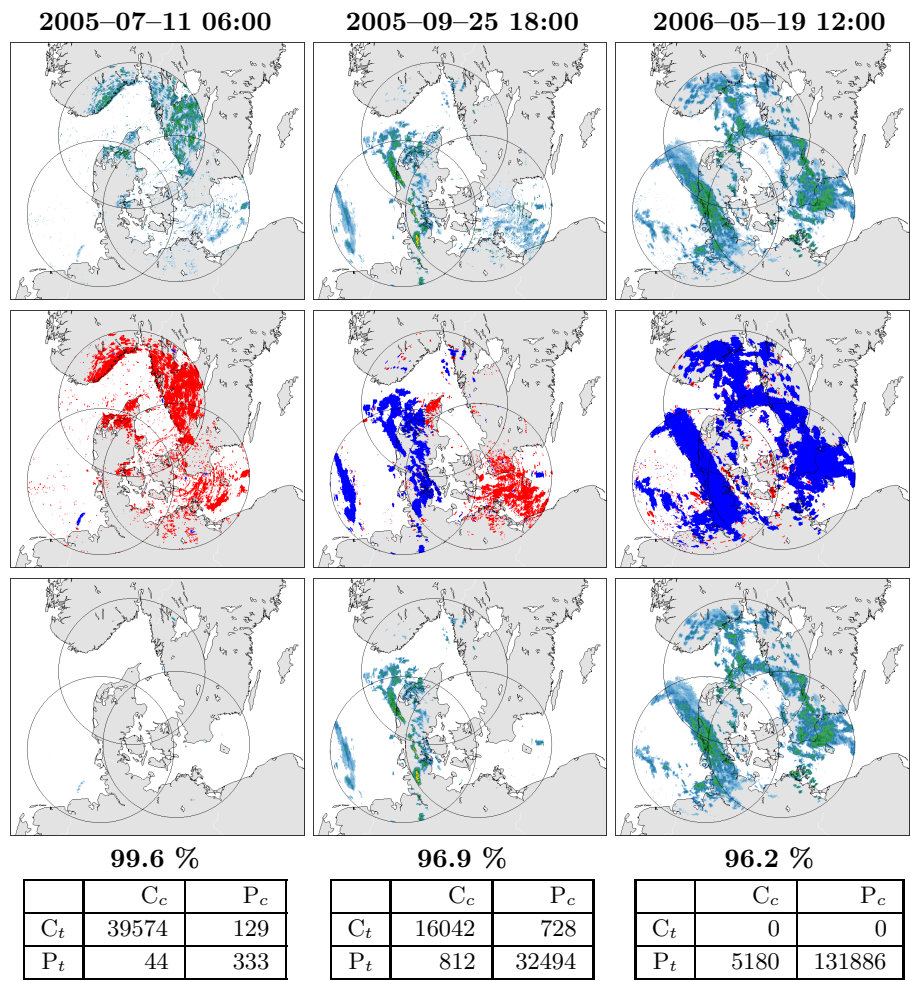 2005–07–11 06:00 2005–09–25 18:00 2006–05–19 12:00
99.6 % 96.9 % 96.2 %
C_c P_c C_c P_c C_c P_c
C_t 39574 129 C_t 16042 728 C_t 0 0
P_t 44 333 P_t 812 32494 P_t 5180 131886